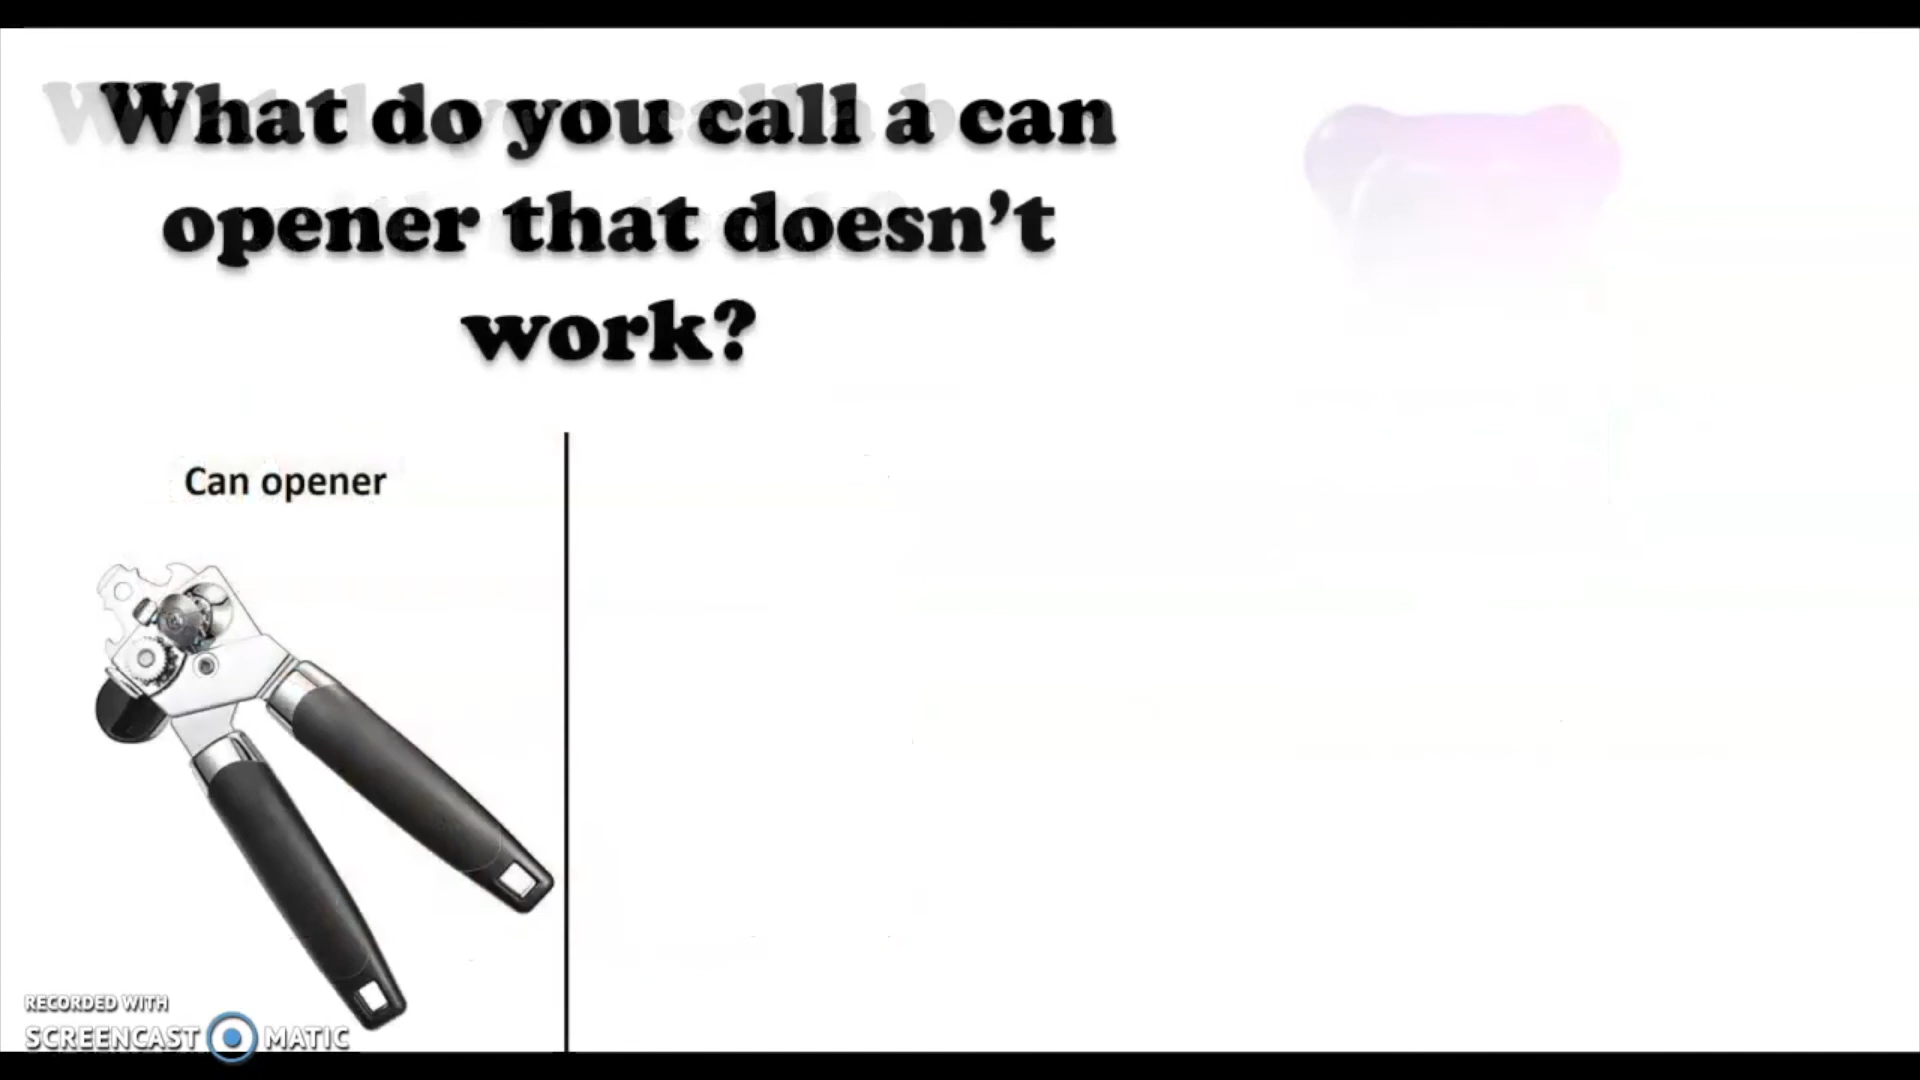 What do you call a can
opener that doesn't
work?
Can opener
RECORDED WITH
SCREENCAST MATIC